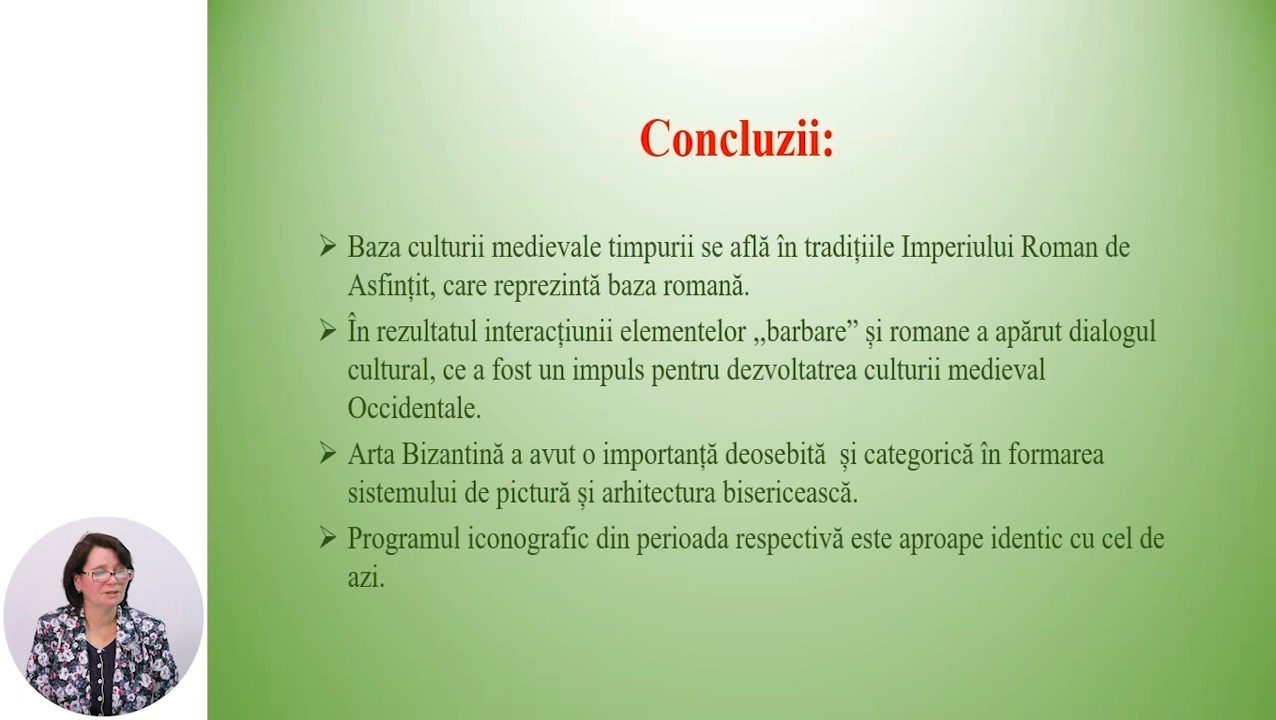 Concluzii:
Baza culturii medievale timpurii se află în tradițiile Imperiului Roman de
Asfințit, care reprezintă baza romană.
În rezultatul interacțiunii elementelor ,,barbare” și romane a apărut dialogul
cultural, ce a fost un impuls pentru dezvoltatrea culturii medieval
Occidentale.
Arta Bizantină a avut o importanță deosebită și categorică în formarea
sistemului de pictură și arhitectura bisericească.
Programul iconografic din perioada respectivă este aproape identic cu cel de
azi.